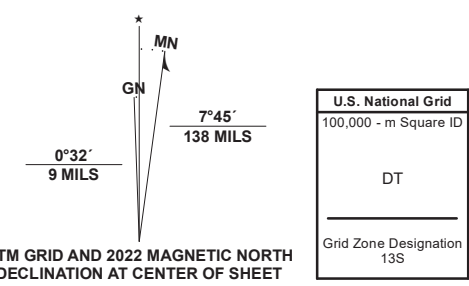 ★
MN
GN
7°45´
138 MILS
0°32´
9 MILS
TM GRID AND 2022 MAGNETIC NORTH
DECLINATION AT CENTER OF SHEET
U.S. National Grid
100,000 - m Square ID
DT
Grid Zone Designation
13S